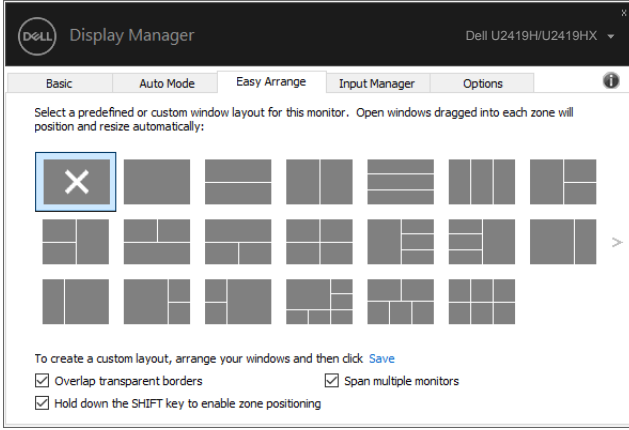 DELL Display Manager Dell U2419H/U2419HX
Basic Auto Mode Easy Arrange Input Manager Options
Select a predefined or custom window layout for this monitor. Open windows dragged into each zone will
position and resize automatically:
To create a custom layout, arrange your windows and then click Save
Overlap transparent borders Span multiple monitors
Hold down the SHIFT key to enable zone positioning